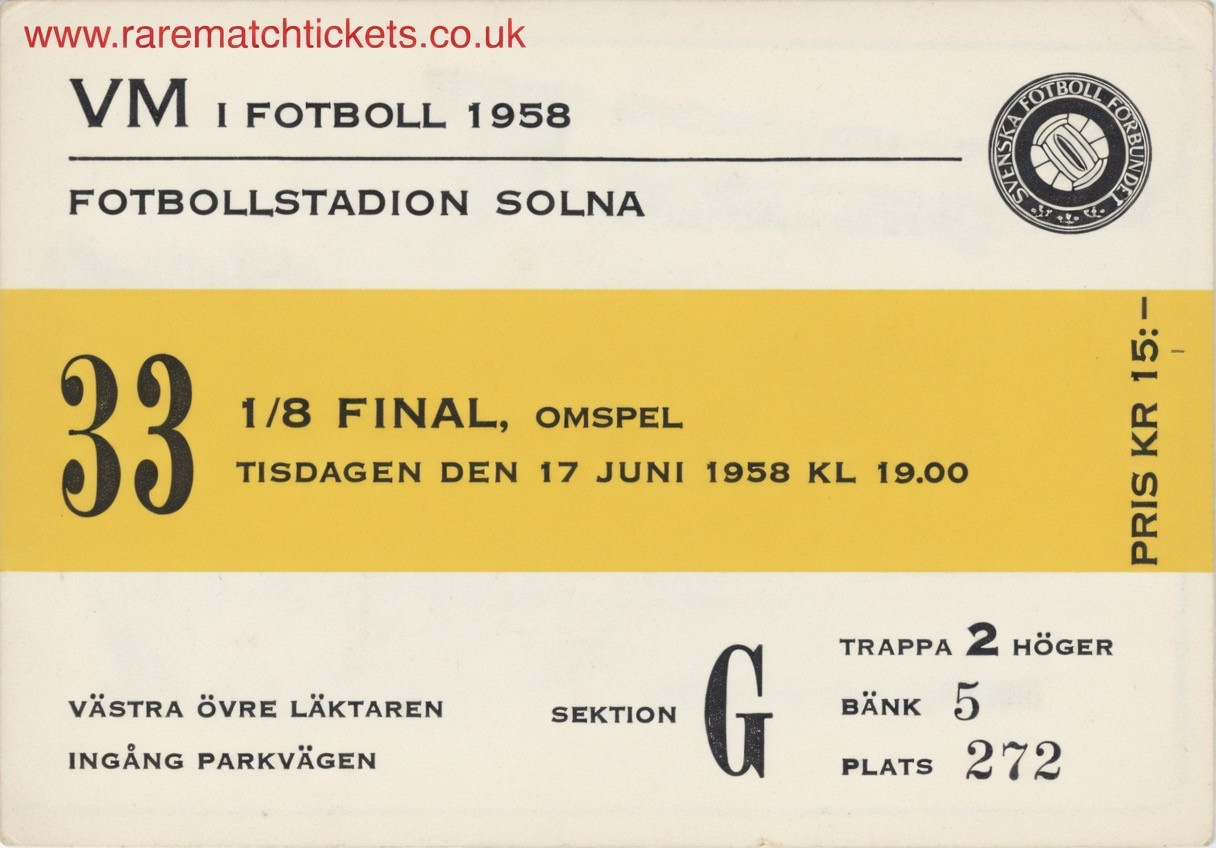 www.rarematchtickets.co.uk
VM I FOTBOLL 1958
SVENSKA FOTBOLL FÖRBUNDET
FOTBOLLSTADION SOLNA
33
1/8 FINAL, OMSPEL
TISDAGEN DEN 17 JUNI 1958 KL 19.00
PRIS KR 15:–
VÄSTRA ÖVRE LÄKTAREN
INGÅNG PARKVÄGEN
SEKTION G
TRAPPA 2 HÖGER
BÄNK 5
PLATS 272